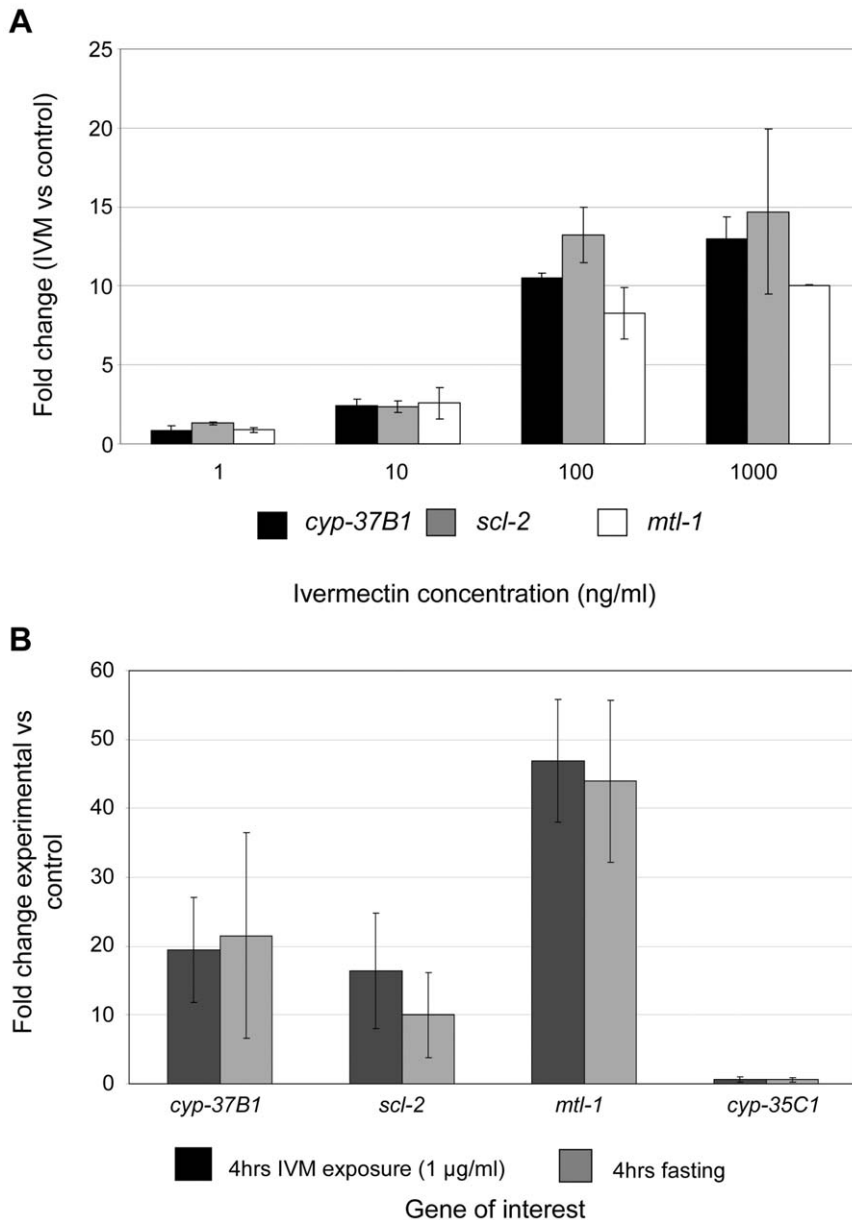 A
Fold change (IVM vs control)
25
20
15
10
5
0
1 10 100 1000
cyp-37B1 scl-2 mtl-1
Ivermectin concentration (ng/ml)
B
Fold change experimental vs
control
60
50
40
30
20
10
0
cyp-37B1 scl-2 mtl-1 cyp-35C1
4hrs IVM exposure (1 µg/ml) 4hrs fasting
Gene of interest